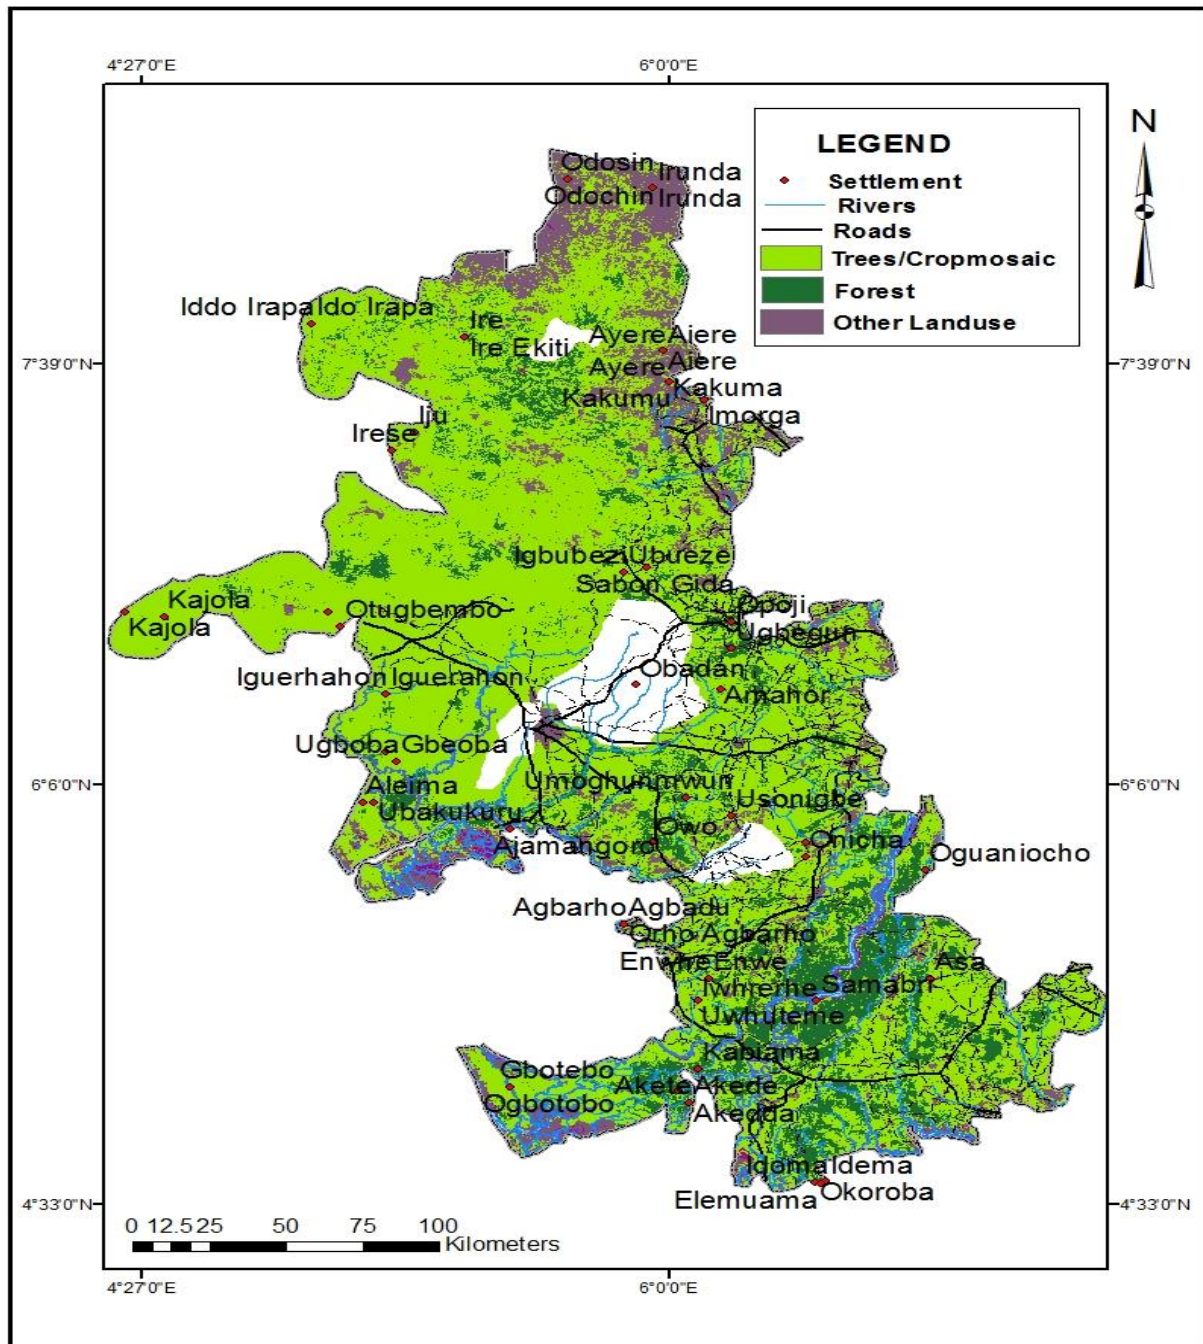 4°27'0"E 6°0'0"E
N
LEGEND
Settlement
Rivers
Roads
Trees/Cropmosaic
Forest
Other Landuse
Odosin Irunda
Odochin Irunda
Iddo Irapa Ido Irapa
Ire
Ire Ekiti
Ayere Aiere
7°39'0"N 7°39'0"N
Ayere Aiere
Kakumu Kakuma
Imorga
Iju
Irese
Igbubezi Ubueze
Sabon Gida
Kajola
Kajola
Otugbembo
Opoji
Ugbegun
Obadan
Iguerhahon Iguerahon
Amahor
Ugboba Gbeoba
6°6'0"N 6°6'0"N
Umoghunmwun
Aleima
Ubakukuru
Usonigbe
Owo
Ajamangoro
Onicha
Oguaniocho
Agbarho Agbadu
Orho Agbarho
Enwhe Enwe
Asa
Iwhrerhe
Samabri
Uwhuteme
Kabiama
Gbotebo
Akete Akede
Ogbotobo
Akedda
Idema
Elemuama
Okoroba
4°33'0"N 4°33'0"N
0 12.5 25 50 75 100
Kilometers
4°27'0"E 6°0'0"E